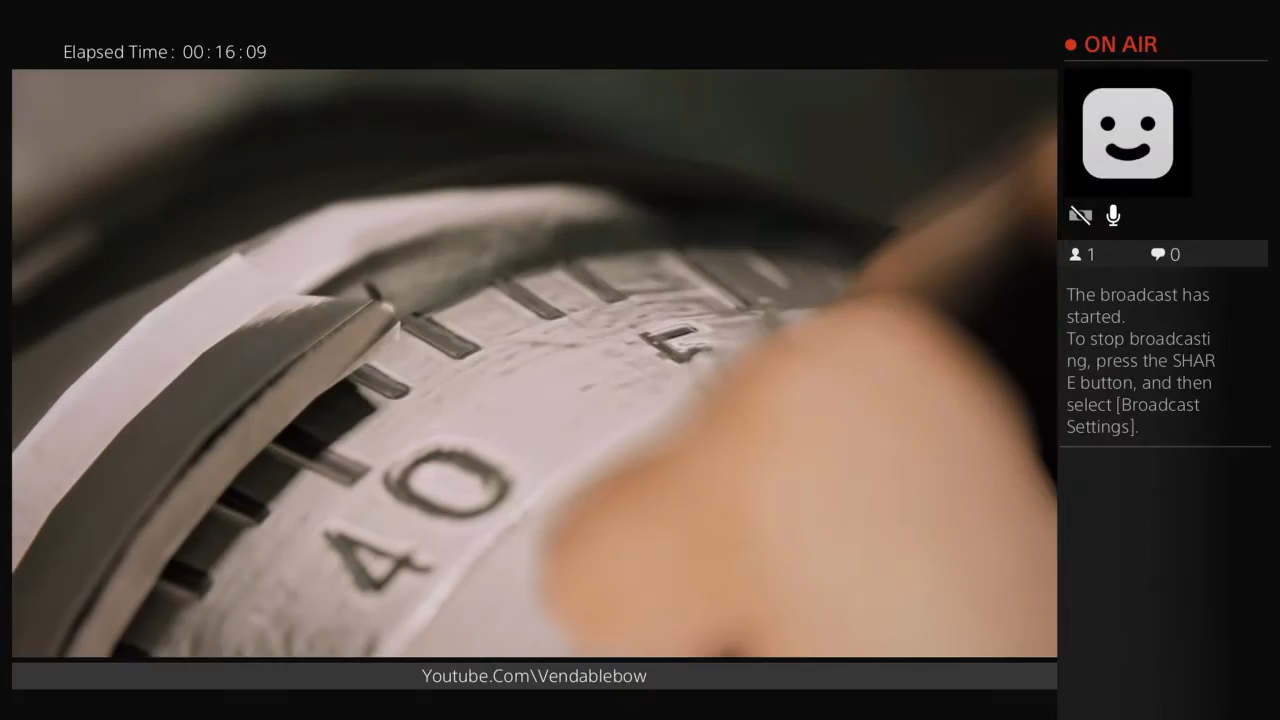 Elapsed Time: 00:16:09
ON AIR
1
0
The broadcast has
started.
To stop broadcasti
ng, press the SHAR
E button, and then
select [Broadcast
Settings].
40
Youtube.Com\Vendablebow